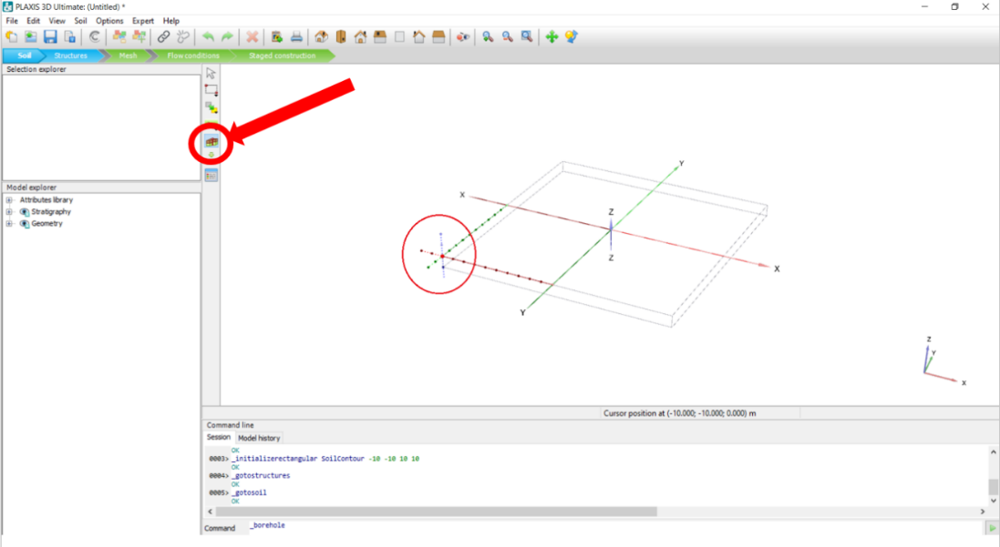 PLAXIS 3D Ultimate: (Untitled) *
File Edit View Soil Options Expert Help
Soil Structures Mesh Flow conditions Staged construction
Selection explorer
Model explorer
Attributes library
Stratigraphy
Geometry
Y
X
Z
Z
X
Y
Z
Y
X
Cursor position at (-10.000; -10.000; 0.000) m
Command line
Session Model history
OK
0003> _initializerectangular SoilContour -10 -10 10 10
OK
0004> _gotostructures
OK
0005> _gotosoil
OK
Command _borehole